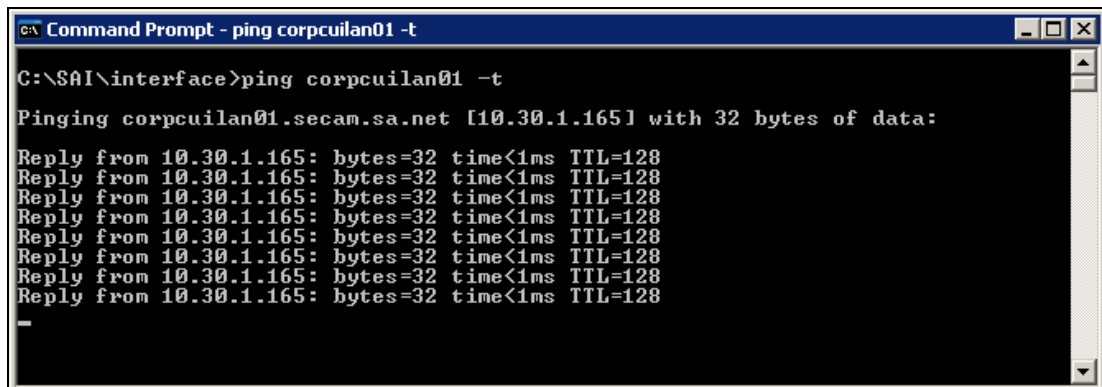 Command Prompt - ping corpcuilan01 -t
C:\SAI\interface>ping corpcuilan01 -t
Pinging corpcuilan01.secam.sa.net [10.30.1.165] with 32 bytes of data:
Reply from 10.30.1.165: bytes=32 time<1ms TTL=128
Reply from 10.30.1.165: bytes=32 time<1ms TTL=128
Reply from 10.30.1.165: bytes=32 time<1ms TTL=128
Reply from 10.30.1.165: bytes=32 time<1ms TTL=128
Reply from 10.30.1.165: bytes=32 time<1ms TTL=128
Reply from 10.30.1.165: bytes=32 time<1ms TTL=128
Reply from 10.30.1.165: bytes=32 time<1ms TTL=128
Reply from 10.30.1.165: bytes=32 time<1ms TTL=128